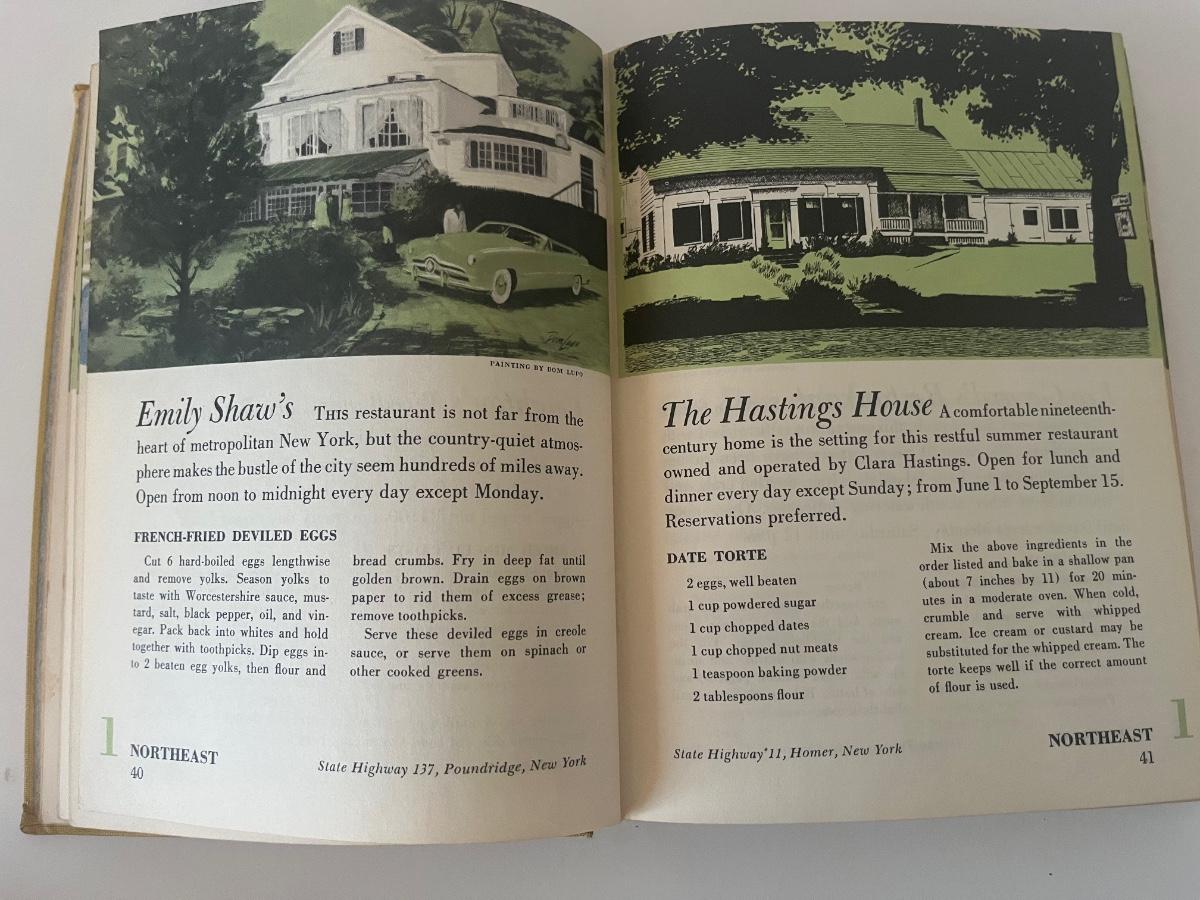 PAINTING BY DOM LUPO
Emily Shaw's THIS restaurant is not far from the
heart of metropolitan New York, but the country-quiet atmos-
phere makes the bustle of the city seem hundreds of miles away.
Open from noon to midnight every day except Monday.
FRENCH-FRIED DEVILED EGGS
Cut 6 hard-boiled eggs lengthwise
and remove yolks. Season yolks to
taste with Worcestershire sauce, mus-
tard, salt, black pepper, oil, and vin-
egar. Pack back into whites and hold
together with toothpicks. Dip eggs in-
to 2 beaten egg yolks, then flour and
bread crumbs. Fry in deep fat until
golden brown. Drain eggs on brown
paper to rid them of excess grease;
remove toothpicks.
Serve these deviled eggs in creole
sauce, or serve them on spinach or
other cooked greens.
1 NORTHEAST
40
State Highway 137, Poundridge, New York
The Hastings House A comfortable nineteenth-
century home is the setting for this restful summer restaurant
owned and operated by Clara Hastings. Open for lunch and
dinner every day except Sunday; from June 1 to September 15.
Reservations preferred.
DATE TORTE
2 eggs, well beaten
1 cup powdered sugar
1 cup chopped dates
1 cup chopped nut meats
1 teaspoon baking powder
2 tablespoons flour
Mix the above ingredients in the
order listed and bake in a shallow pan
(about 7 inches by 11) for 20 min-
utes in a moderate oven. When cold,
crumble and serve with whipped
cream. Ice cream or custard may be
substituted for the whipped cream. The
torte keeps well if the correct amount
of flour is used.
State Highway 11, Homer, New York
NORTHEAST 1
41